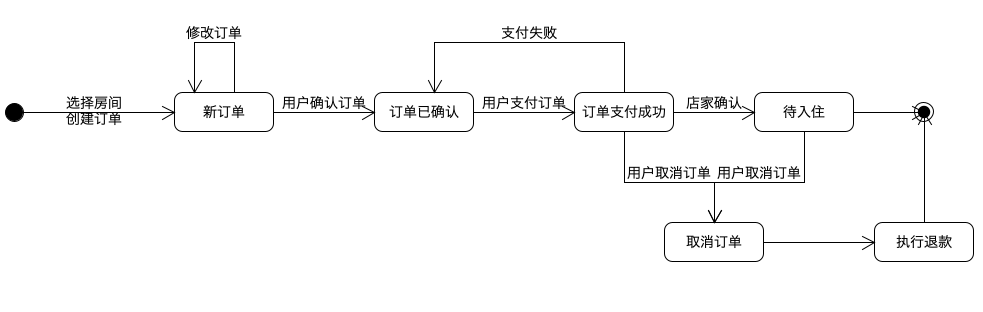 修改订单
支付失败
选择房间
创建订单
新订单
用户确认订单
订单已确认
用户支付订单
订单支付成功
店家确认
待入住
用户取消订单
用户取消订单
取消订单
执行退款